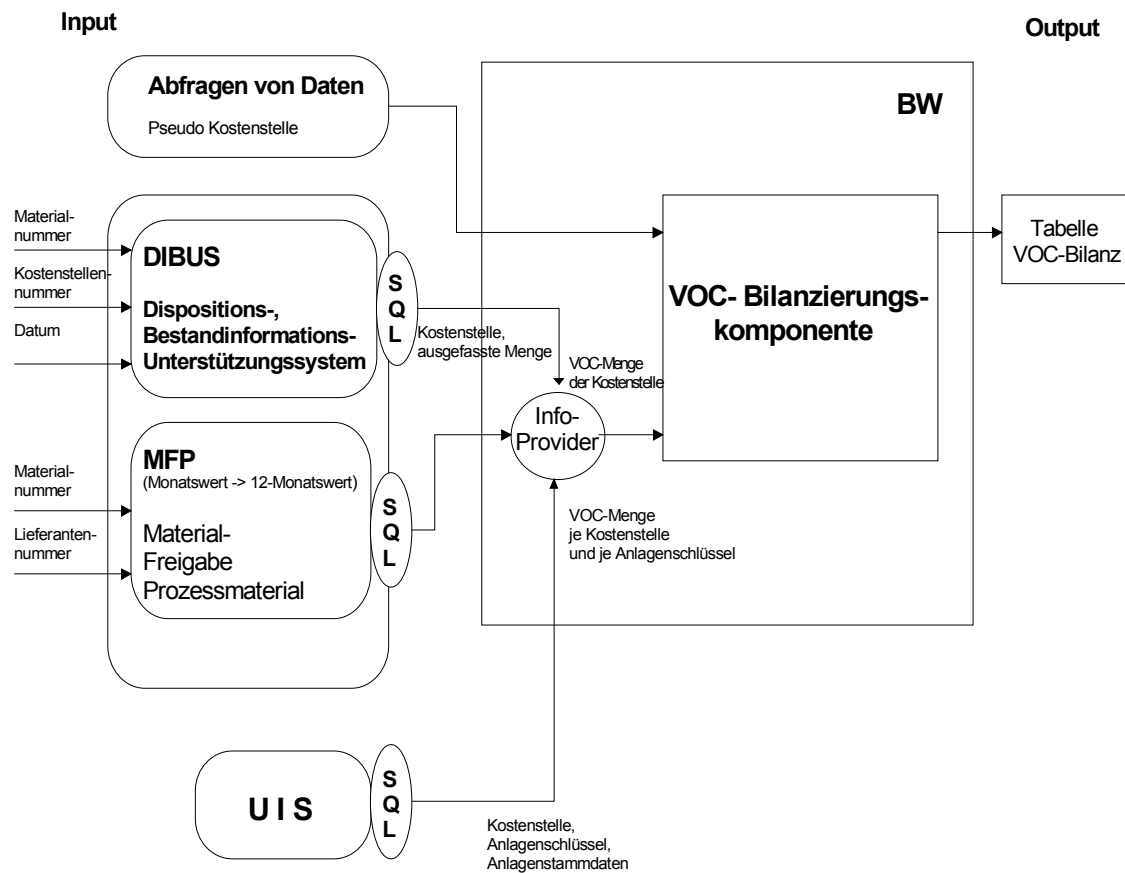 Input
Output
Abfragen von Daten
Pseudo Kostenstelle
BW
Material-
nummer
Kostenstellen-
nummer
Datum
DIBUS
Dispositions-,
Bestandinformations-
Unterstützungssystem
S
Q
L
Kostenstelle,
ausgefasste Menge
VOC-Menge
der Kostenstelle
Info-
Provider
VOC- Bilanzierungs-
komponente
Tabelle
VOC-Bilanz
Material-
nummer
Lieferanten-
nummer
MFP
(Monatswert -> 12-Monatswert)
Material-
Freigabe
Prozessmaterial
S
Q
L
VOC-Menge
je Kostenstelle
und je Anlagenschlüssel
U I S
S
Q
L
Kostenstelle,
Anlagenschlüssel,
Anlagenstammdaten